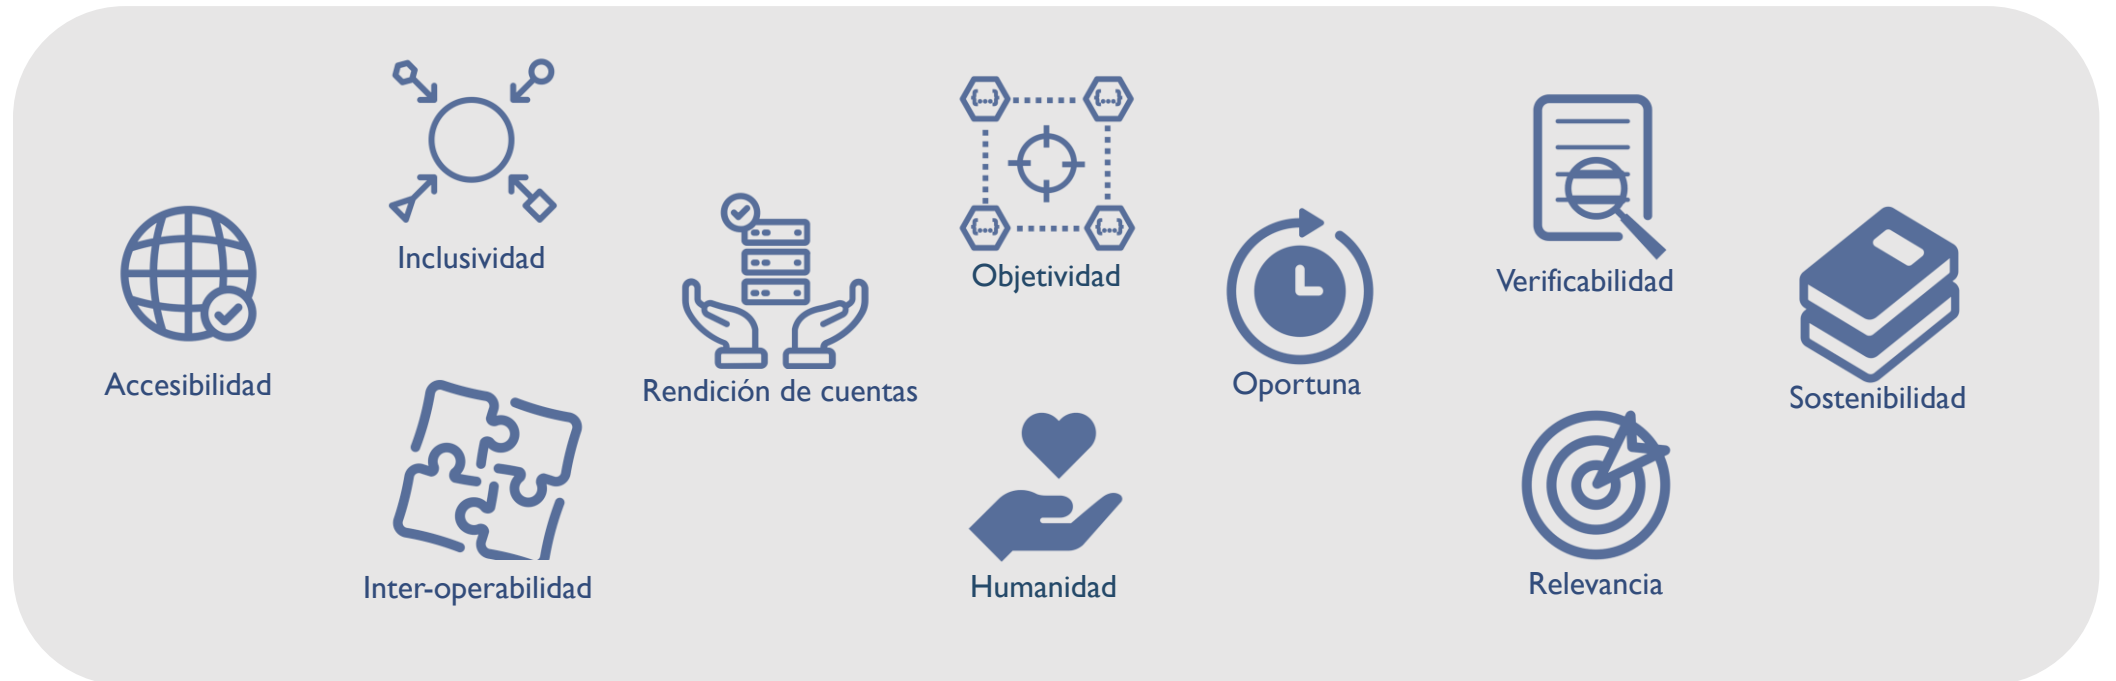 Accesibilidad
Inclusividad
Inter-operabilidad
Rendición de cuentas
{...}
{...}
{...}
{...}
Objetividad
Humanidad
Oportuna
Verificabilidad
Relevancia
Sostenibilidad